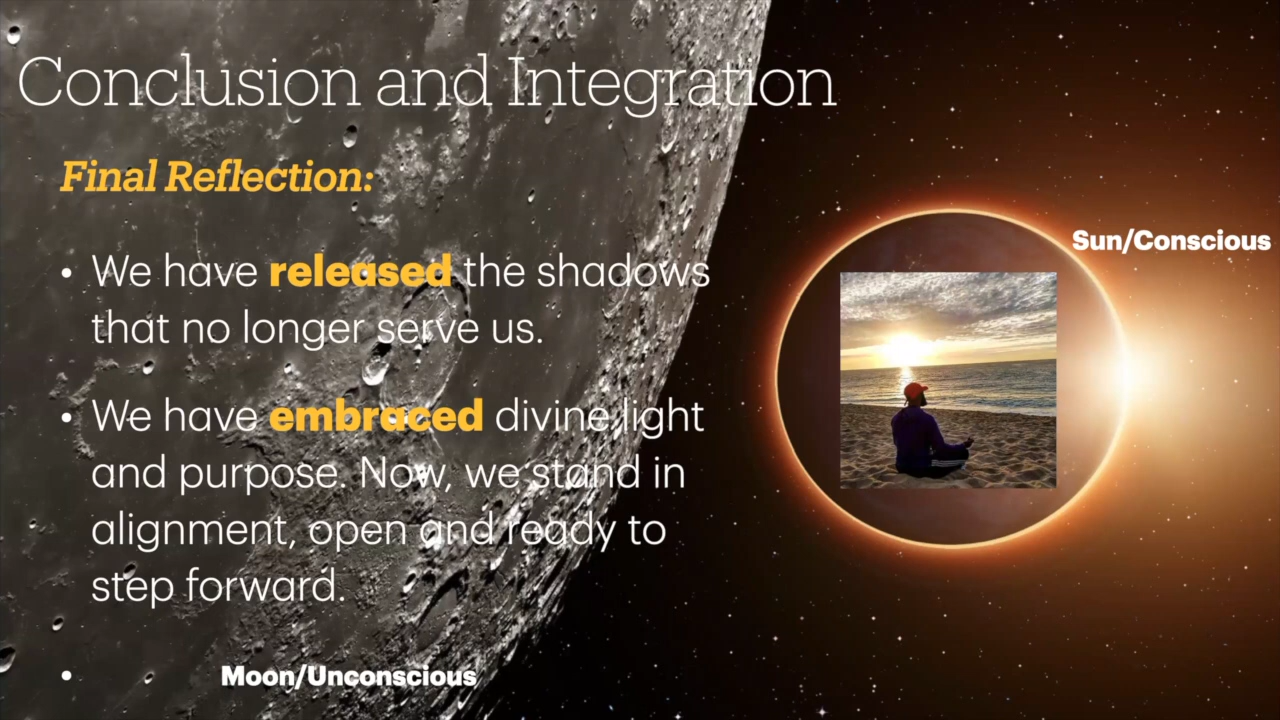 Conclusion and Integration
Final Reflection:
• We have released the shadows
that no longer serve us.
• We have embraced divine light
and purpose. Now, we stand in
alignment, open and ready to
step forward.
• Moon/Unconscious
Sun/Conscious